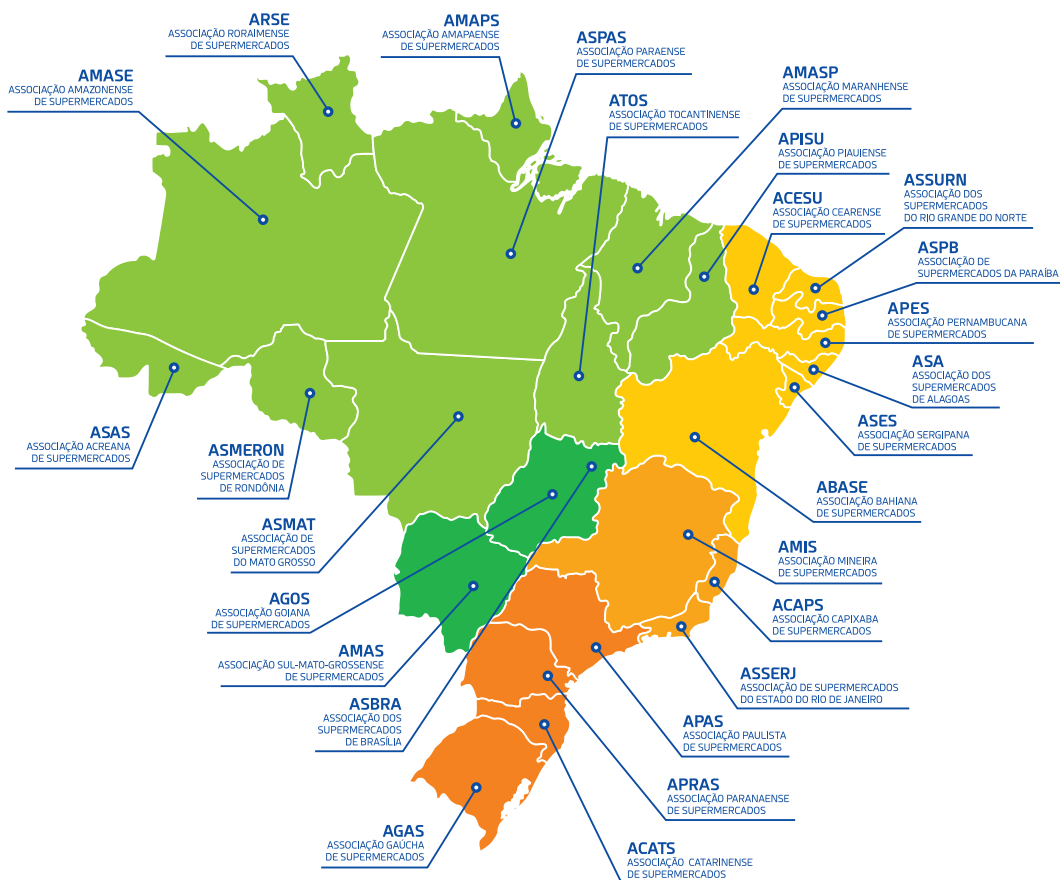 ARSE
ASSOCIAÇÃO RORAIMENSE
DE SUPERMERCADOS
AMAPS
ASSOCIAÇÃO AMAPAENSE
DE SUPERMERCADOS
ASPAS
ASSOCIAÇÃO PARAENSE
DE SUPERMERCADOS
AMASE
ASSOCIAÇÃO AMAZONENSE
DE SUPERMERCADOS
AMASP
ASSOCIAÇÃO MARANHENSE
DE SUPERMERCADOS
ATOS
ASSOCIAÇÃO TOCANTINENSE
DE SUPERMERCADOS
APISU
ASSOCIAÇÃO PIAUIENSE
DE SUPERMERCADOS
ACESU
ASSOCIAÇÃO CEARENSE
DE SUPERMERCADOS
ASSURN
ASSOCIAÇÃO DOS
SUPERMERCADOS
DO RIO GRANDE DO NORTE
ASPB
ASSOCIAÇÃO DE
SUPERMERCADOS DA PARAÍBA
APES
ASSOCIAÇÃO PERNAMBUCANA
DE SUPERMERCADOS
ASA
ASSOCIAÇÃO DOS
SUPERMERCADOS
DE ALAGOAS
ASES
ASSOCIAÇÃO SERGIPANA
DE SUPERMERCADOS
ASAS
ASSOCIAÇÃO ACREANA
DE SUPERMERCADOS
ASMERON
ASSOCIAÇÃO DE
SUPERMERCADOS
DE RONDÔNIA
ABASE
ASSOCIAÇÃO BAHIANA
DE SUPERMERCADOS
ASMAT
ASSOCIAÇÃO DE
SUPERMERCADOS
DO MATO GROSSO
AMIS
ASSOCIAÇÃO MINEIRA
DE SUPERMERCADOS
AGOS
ASSOCIAÇÃO GOIANA
DE SUPERMERCADOS
ACAPS
ASSOCIAÇÃO CAPIXABA
DE SUPERMERCADOS
AMAS
ASSOCIAÇÃO SUL-MATO-GROSSENSE
DE SUPERMERCADOS
ASSERJ
ASSOCIAÇÃO DE SUPERMERCADOS
DO ESTADO DO RIO DE JANEIRO
ASBRA
ASSOCIAÇÃO DOS
SUPERMERCADOS
DE BRASÍLIA
APAS
ASSOCIAÇÃO PAULISTA
DE SUPERMERCADOS
APRAS
ASSOCIAÇÃO PARANAENSE
DE SUPERMERCADOS
AGAS
ASSOCIAÇÃO GAÚCHA
DE SUPERMERCADOS
ACATS
ASSOCIAÇÃO CATARINENSE
DE SUPERMERCADOS